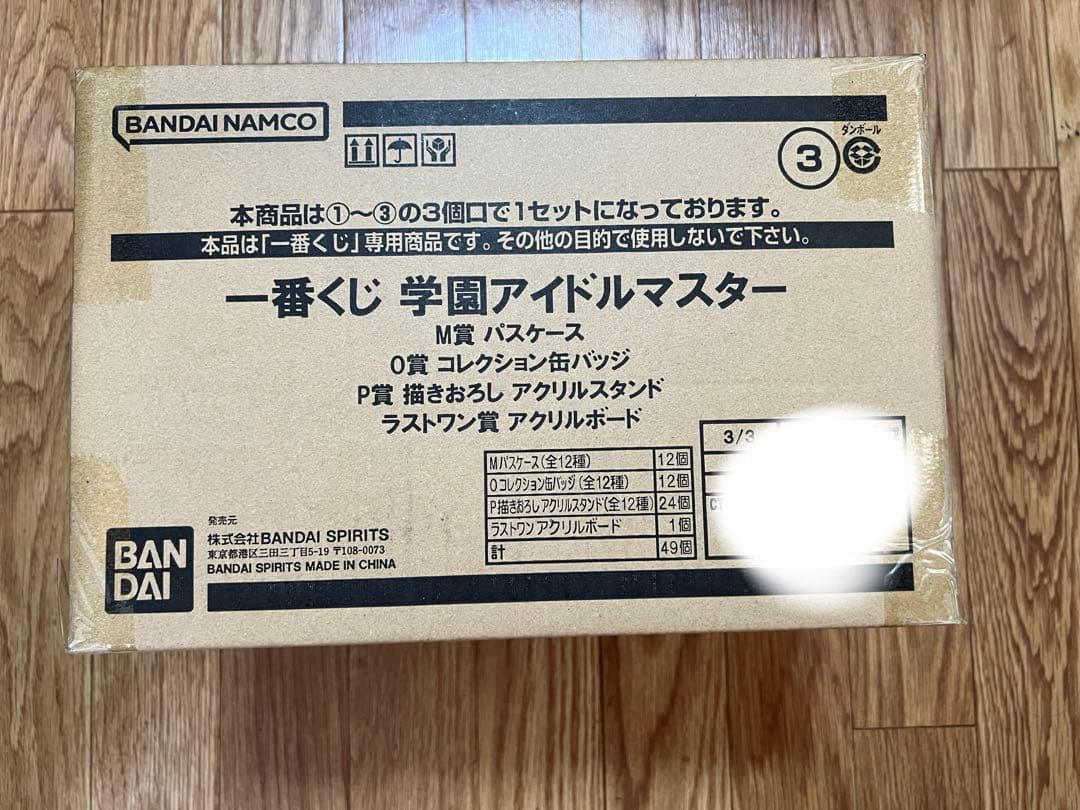 BANDAI NAMCO
ダンボール
3
本商品は①～③の3個口で1セットになっております。
本品は「一番くじ」専用商品です。その他の目的で使用しないで下さい。
一番くじ 学園アイドルマスター
M賞 パスケース
O賞 コレクション缶バッジ
P賞 描きおろし アクリルスタンド
ラストワン賞 アクリルボード
3/3
Mパスケース(全12種) 12個
Oコレクション缶バッジ(全12種) 12個
P描きおろしアクリルスタンド(全12種) 24個
ラストワン アクリルボード 1個
計 49個
発売元
株式会社BANDAI SPIRITS
東京都港区三田三丁目5-19 〒108-0073
BANDAI SPIRITS MADE IN CHINA
BAN
DAI